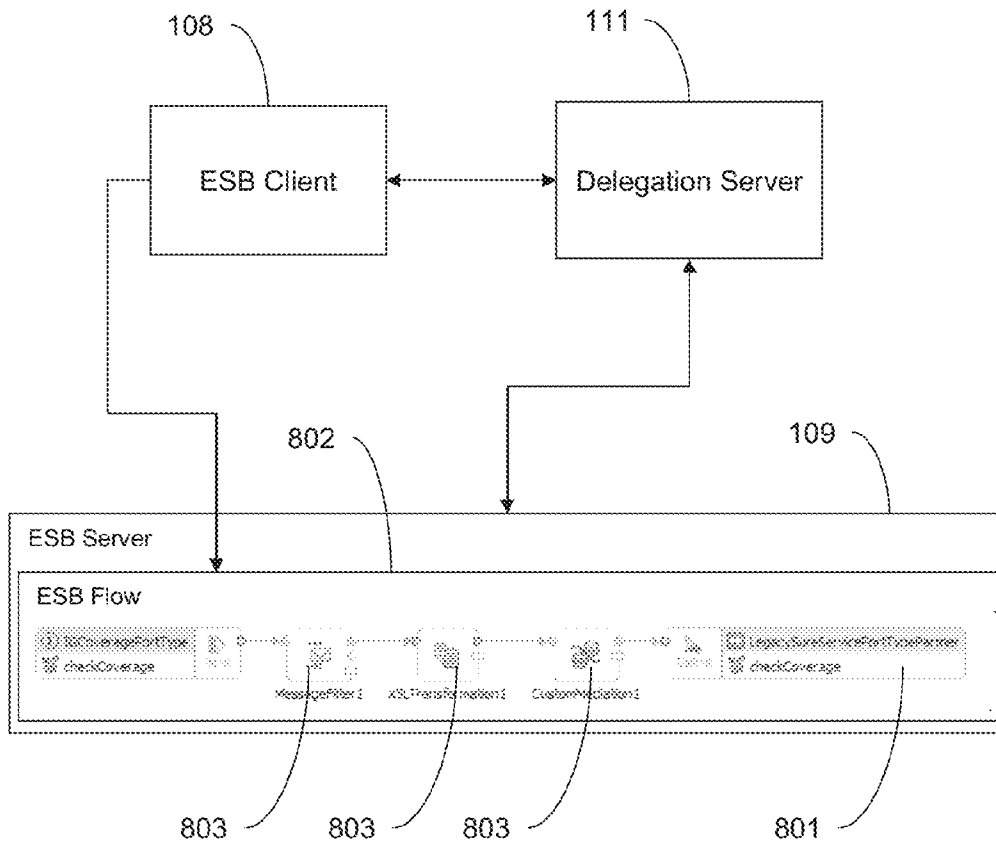 108
111
ESB Client
Delegation Server
802
109
ESB Server
ESB Flow
checkCoverage
MessageFilter1
XSLTransformation1
checkCoverage
803
803
803
801